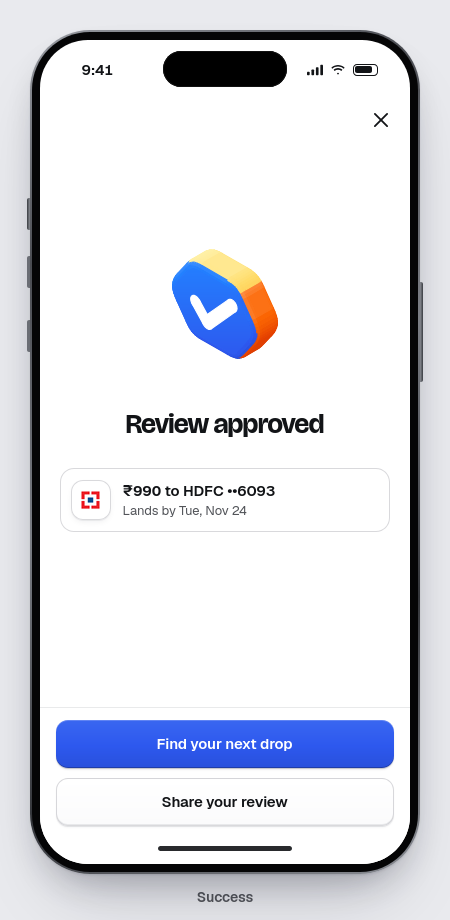 9:41
Review approved
₹990 to HDFC ••6093
Lands by Tue, Nov 24
Find your next drop
Share your review
Success